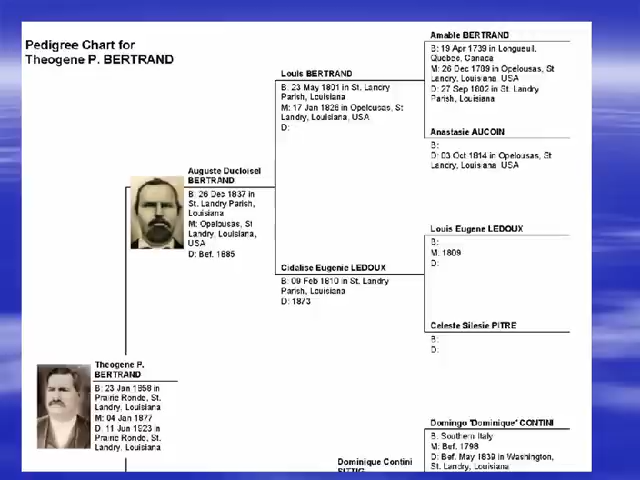 Pedigree Chart for
Theogene P. BERTRAND
Amable BERTRAND
B: 19 Apr 1739 in Longueuil,
Quebec, Canada
M: 26 Dec 1789 in Opelousas, St
Landry, Louisiana, USA
D: 27 Sep 1802 in St. Landry
Parish, Louisiana
Louis BERTRAND
B: 23 May 1801 in St. Landry
Parish, Louisiana
M: 17 Jan 1826 in Opelousas, St
Landry, Louisiana, USA
D:
Anastasie AUCOIN
B:
D: 03 Oct 1814 in Opelousas, St
Landry, Louisiana, USA
Auguste Ducloisel
BERTRAND
B: 26 Dec 1837 in
St. Landry Parish,
Louisiana
M: Opelousas, St
Landry, Louisiana,
USA
D: Bef. 1885
Louis Eugene LEDOUX
B:
M: 1809
D:
Cidalise Eugenie LEDOUX
B: 09 Feb 1810 in St. Landry
Parish, Louisiana
D: 1873
Celeste Silesie PITRE
B:
D:
Theogene P.
BERTRAND
B: 23 Jan 1858 in
Prairie Ronde, St.
Landry, Louisiana
M: 04 Jan 1877
D: 11 Jun 1923 in
Prairie Ronde, St.
Landry, Louisiana
Domingo 'Dominique' CONTINI
B: Southern Italy
M: Bef. 1798
D: Bef. May 1839 in Washington,
St. Landry, Louisiana
Dominique Contini
SITTIG